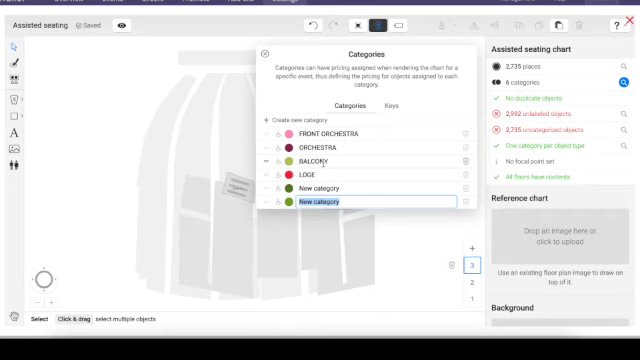 Assisted seating
Saved
?
Assisted seating chart
2,735 places
6 categories
No duplicate objects
2,992 unlabeled objects
2,735 uncategorized objects
One category per object type
No focal point set
All floors have contents
Reference chart
Drop an image here or
click to upload
Use an existing floor plan image to draw on
top of it.
Background
Categories
Categories can have pricing assigned when rendering the chart for a
specific event, thus defining the pricing for objects assigned to each
category.
Categories
Keys
+ Create new category
FRONT ORCHESTRA
ORCHESTRA
BALCONY
LOGE
New category
New category
A
+
3
2
1
Select
Click & drag
select multiple objects